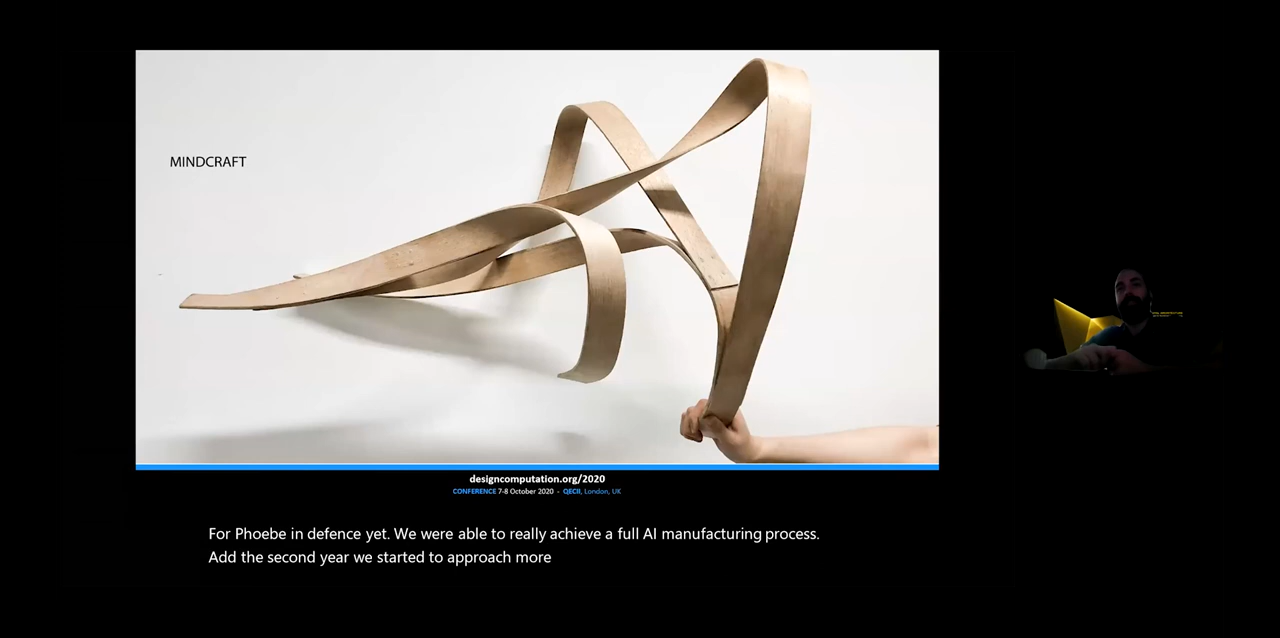 MINDCRAFT
designcomputation.org/2020
CONFERENCE 7-8 October 2020 - QECII, London, UK
For Phoebe in defence yet. We were able to really achieve a full AI manufacturing process.
Add the second year we started to approach more